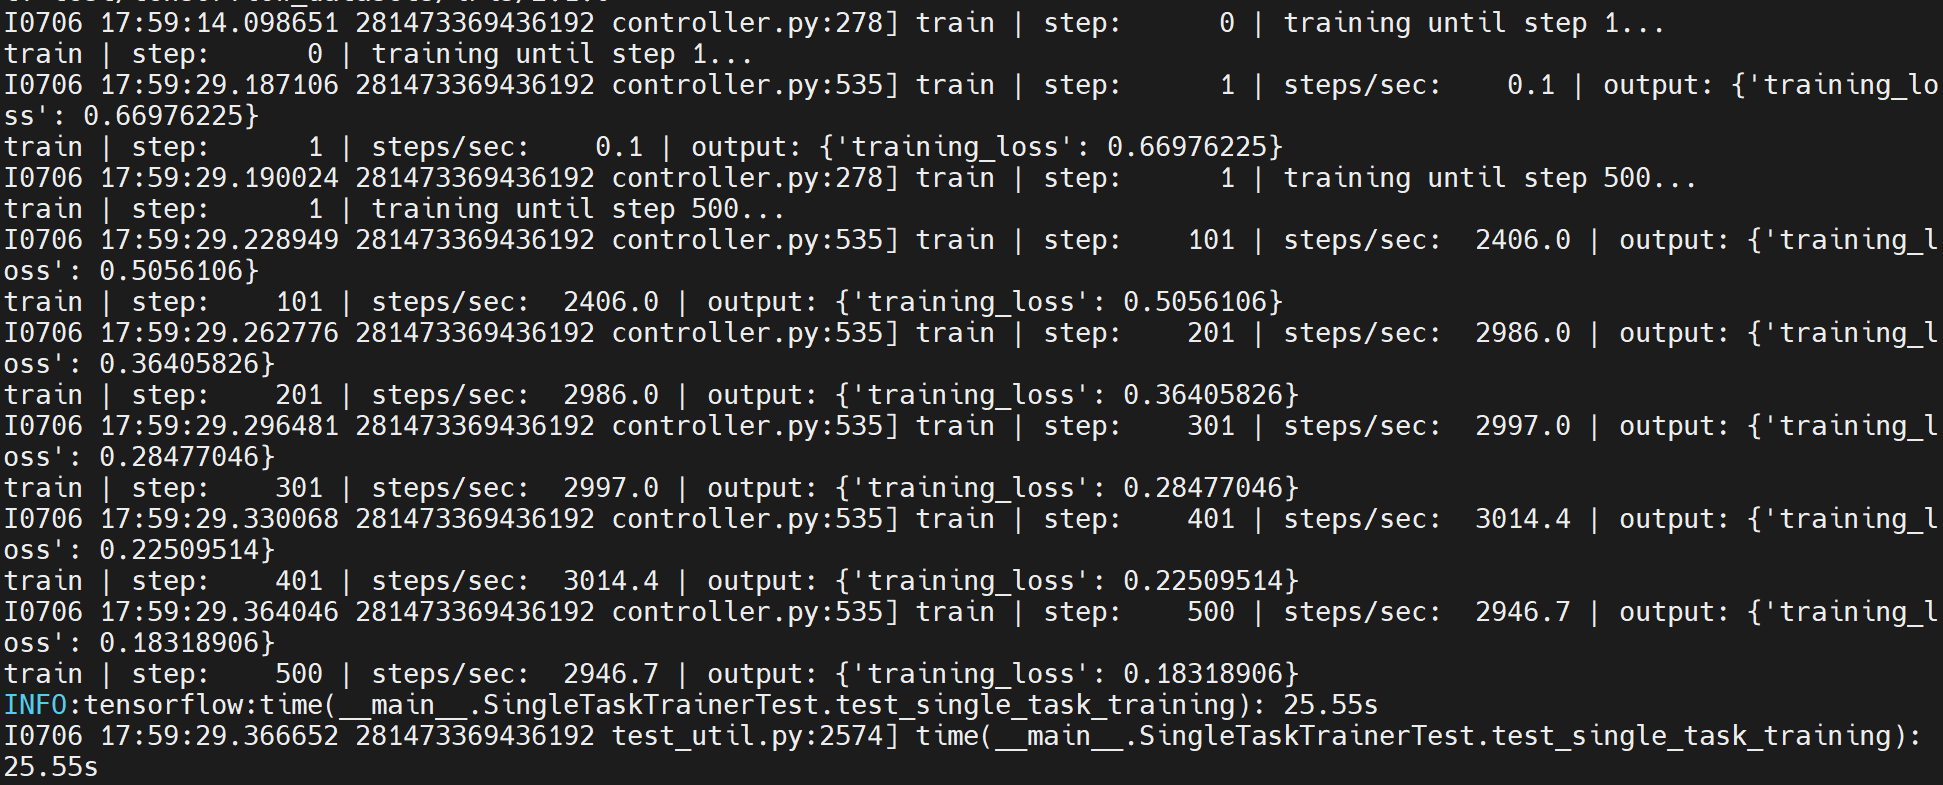 I0706 17:59:14.098651 281473369436192 controller.py:278] train | step:      0 | training until step 1...
train | step:      0 | training until step 1...
I0706 17:59:29.187106 281473369436192 controller.py:535] train | step:      1 | steps/sec:    0.1 | output: {'training_lo
ss': 0.66976225}
train | step:      1 | steps/sec:    0.1 | output: {'training_loss': 0.66976225}
I0706 17:59:29.190024 281473369436192 controller.py:278] train | step:      1 | training until step 500...
train | step:      1 | training until step 500...
I0706 17:59:29.228949 281473369436192 controller.py:535] train | step:    101 | steps/sec:  2406.0 | output: {'training_l
oss': 0.5056106}
train | step:    101 | steps/sec:  2406.0 | output: {'training_loss': 0.5056106}
I0706 17:59:29.262776 281473369436192 controller.py:535] train | step:    201 | steps/sec:  2986.0 | output: {'training_l
oss': 0.36405826}
train | step:    201 | steps/sec:  2986.0 | output: {'training_loss': 0.36405826}
I0706 17:59:29.296481 281473369436192 controller.py:535] train | step:    301 | steps/sec:  2997.0 | output: {'training_l
oss': 0.28477046}
train | step:    301 | steps/sec:  2997.0 | output: {'training_loss': 0.28477046}
I0706 17:59:29.330068 281473369436192 controller.py:535] train | step:    401 | steps/sec:  3014.4 | output: {'training_l
oss': 0.22509514}
train | step:    401 | steps/sec:  3014.4 | output: {'training_loss': 0.22509514}
I0706 17:59:29.364046 281473369436192 controller.py:535] train | step:    500 | steps/sec:  2946.7 | output: {'training_l
oss': 0.18318906}
train | step:    500 | steps/sec:  2946.7 | output: {'training_loss': 0.18318906}
INFO:tensorflow:time(__main__.SingleTaskTrainerTest.test_single_task_training): 25.55s
I0706 17:59:29.366652 281473369436192 test_util.py:2574] time(__main__.SingleTaskTrainerTest.test_single_task_training):
25.55s